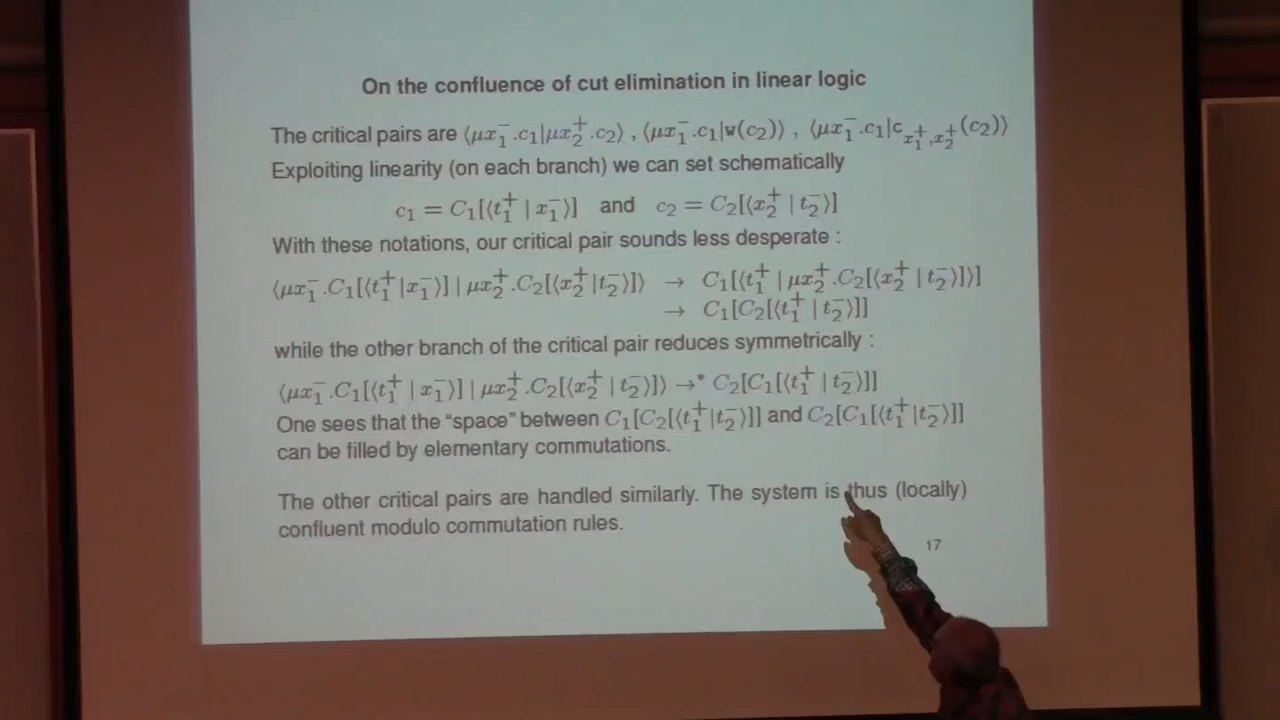 On the confluence of cut elimination in linear logic
The critical pairs are ⟨μx₁⁻.c₁|μx₂⁺.c₂⟩ , ⟨μx₁⁻.c₁|w(c₂)⟩ , ⟨μx₁⁻.c₁|c_{x₁⁺,x₂⁺}(c₂)⟩
Exploiting linearity (on each branch) we can set schematically
c₁ = C₁[⟨t₁⁺ | x₁⁻⟩] and c₂ = C₂[⟨x₂⁺ | t₂⁻⟩]
With these notations, our critical pair sounds less desperate :
⟨μx₁⁻.C₁[⟨t₁⁺|x₁⁻⟩] | μx₂⁺.C₂[⟨x₂⁺|t₂⁻⟩]⟩ → C₁[⟨t₁⁺ | μx₂⁺.C₂[⟨x₂⁺ | t₂⁻⟩]⟩]
→ C₁[C₂[⟨t₁⁺ | t₂⁻⟩]]
while the other branch of the critical pair reduces symmetrically :
⟨μx₁⁻.C₁[⟨t₁⁺ | x₁⁻⟩] | μx₂⁺.C₂[⟨x₂⁺ | t₂⁻⟩]⟩ →* C₂[C₁[⟨t₁⁺ | t₂⁻⟩]]
One sees that the “space” between C₁[C₂[⟨t₁⁺|t₂⁻⟩]] and C₂[C₁[⟨t₁⁺|t₂⁻⟩]]
can be filled by elementary commutations.
The other critical pairs are handled similarly. The system is thus (locally)
confluent modulo commutation rules.
17